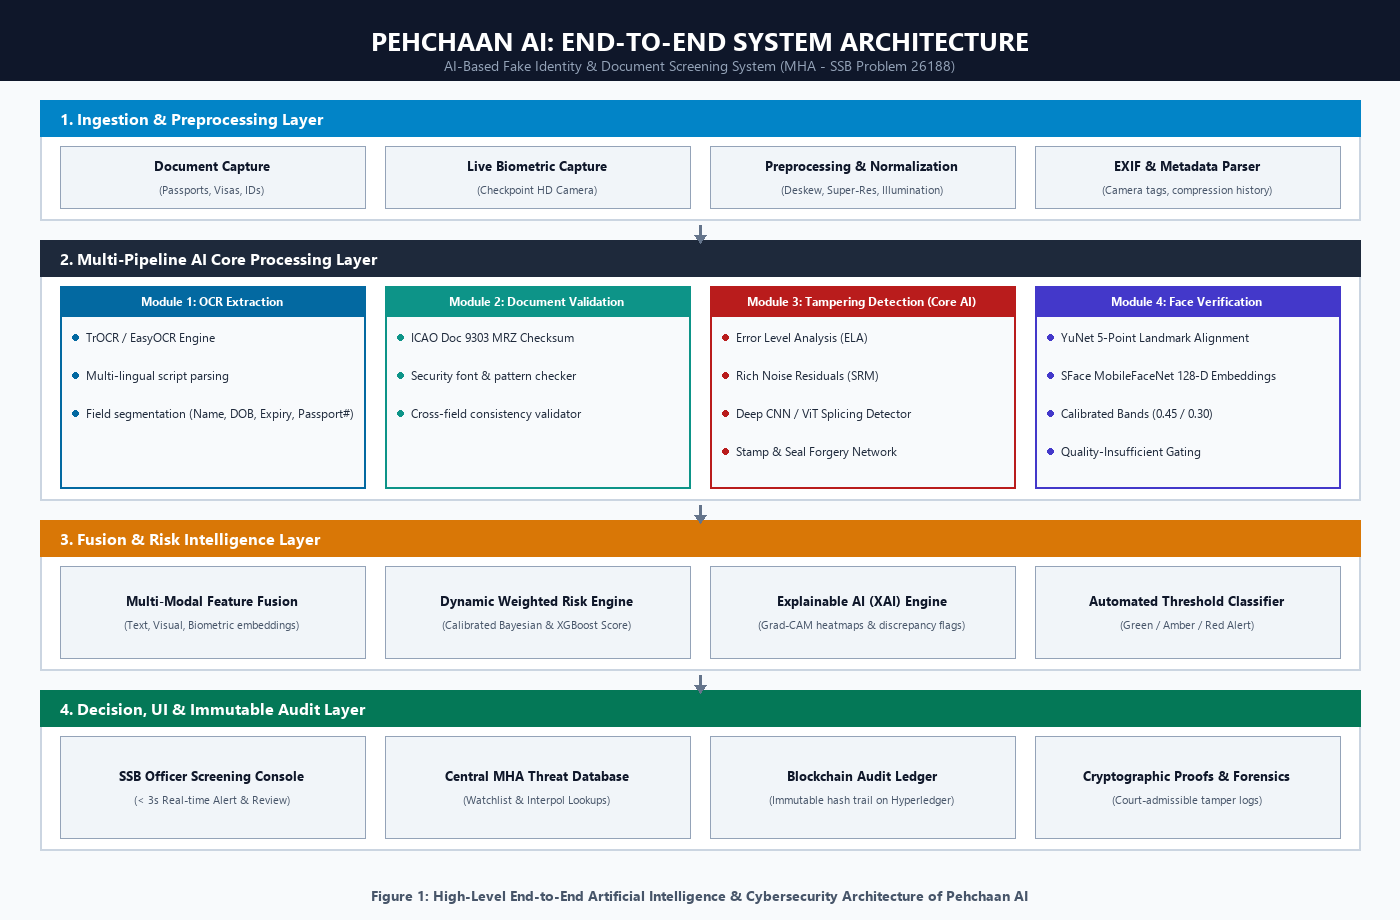 PEHCHAAN AI: END-TO-END SYSTEM ARCHITECTURE
AI-Based Fake Identity & Document Screening System (MHA - SSB Problem 26188)
1. Ingestion & Preprocessing Layer
Document Capture
(Passports, Visas, IDs)
Live Biometric Capture
(Checkpoint HD Camera)
Preprocessing & Normalization
(Deskew, Super-Res, Illumination)
EXIF & Metadata Parser
(Camera tags, compression history)
2. Multi-Pipeline AI Core Processing Layer
Module 1: OCR Extraction
TrOCR / EasyOCR Engine
Multi-lingual script parsing
Field segmentation (Name, DOB, Expiry, Passport#)
Module 2: Document Validation
ICAO Doc 9303 MRZ Checksum
Security font & pattern checker
Cross-field consistency validator
Module 3: Tampering Detection (Core AI)
Error Level Analysis (ELA)
Rich Noise Residuals (SRM)
Deep CNN / ViT Splicing Detector
Stamp & Seal Forgery Network
Module 4: Face Verification
YuNet 5-Point Landmark Alignment
SFace MobileFaceNet 128-D Embeddings
Calibrated Bands (0.45 / 0.30)
Quality-Insufficient Gating
3. Fusion & Risk Intelligence Layer
Multi-Modal Feature Fusion
(Text, Visual, Biometric embeddings)
Dynamic Weighted Risk Engine
(Calibrated Bayesian & XGBoost Score)
Explainable AI (XAI) Engine
(Grad-CAM heatmaps & discrepancy flags)
Automated Threshold Classifier
(Green / Amber / Red Alert)
4. Decision, UI & Immutable Audit Layer
SSB Officer Screening Console
(< 3s Real-time Alert & Review)
Central MHA Threat Database
(Watchlist & Interpol Lookups)
Blockchain Audit Ledger
(Immutable hash trail on Hyperledger)
Cryptographic Proofs & Forensics
(Court-admissible tamper logs)
Figure 1: High-Level End-to-End Artificial Intelligence & Cybersecurity Architecture of Pehchaan AI